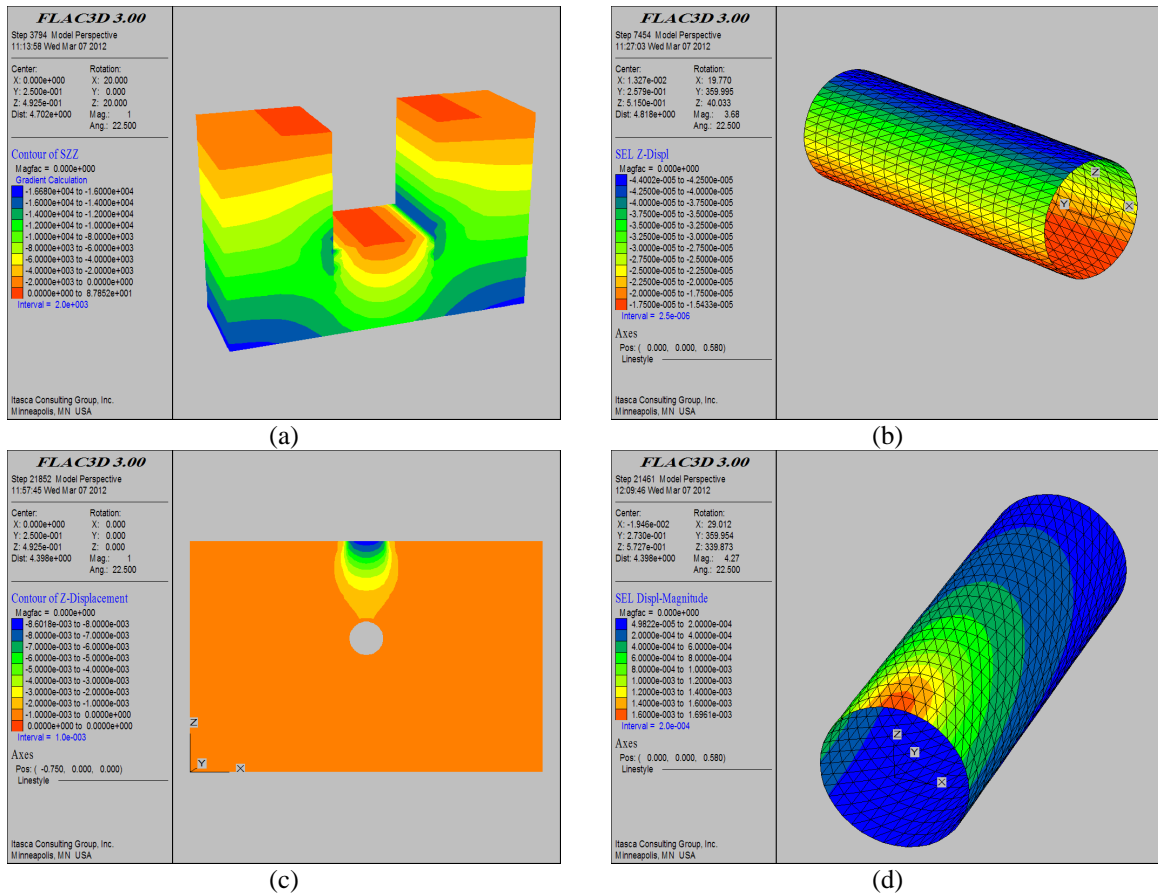 FLAC3D 3.00
Step 3794 Model Perspective
11:13:58 Wed Mar 07 2012
Center: Rotation:
X: 0.000e+000 X: 20.000
Y: 2.500e-001 Y: 0.000
Z: 4.925e-001 Z: 20.000
Dist: 4.702e+000 Mag.: 1
Ang.: 22.500
Contour of SZZ
Magfac = 0.000e+000
Gradient Calculation
-1.6680e+004 to -1.6000e+004
-1.6000e+004 to -1.4000e+004
-1.4000e+004 to -1.2000e+004
-1.2000e+004 to -1.0000e+004
-1.0000e+004 to -8.0000e+003
-8.0000e+003 to -6.0000e+003
-6.0000e+003 to -4.0000e+003
-4.0000e+003 to -2.0000e+003
-2.0000e+003 to 0.0000e+000
0.0000e+000 to 8.7852e+001
Interval = 2.0e+003
Itasca Consulting Group, Inc.
Minneapolis, MN USA
(a)
FLAC3D 3.00
Step 7454 Model Perspective
11:27:03 Wed Mar 07 2012
Center: Rotation:
X: 1.327e-002 X: 19.770
Y: 2.579e-001 Y: 359.995
Z: 5.150e-001 Z: 40.033
Dist: 4.818e+000 Mag.: 3.68
Ang.: 22.500
SEL Z-Displ
Magfac = 0.000e+000
-4.4002e-005 to -4.2500e-005
-4.2500e-005 to -4.0000e-005
-4.0000e-005 to -3.7500e-005
-3.7500e-005 to -3.5000e-005
-3.5000e-005 to -3.2500e-005
-3.2500e-005 to -3.0000e-005
-3.0000e-005 to -2.7500e-005
-2.7500e-005 to -2.5000e-005
-2.5000e-005 to -2.2500e-005
-2.2500e-005 to -2.0000e-005
-2.0000e-005 to -1.7500e-005
-1.7500e-005 to -1.5433e-005
Interval = 2.5e-006
Axes
Pos: ( 0.000, 0.000, 0.580)
Linestyle
Itasca Consulting Group, Inc.
Minneapolis, MN USA
Z
Y X
(b)
FLAC3D 3.00
Step 21852 Model Perspective
11:57:45 Wed Mar 07 2012
Center: Rotation:
X: 0.000e+000 X: 0.000
Y: 2.500e-001 Y: 0.000
Z: 4.925e-001 Z: 0.000
Dist: 4.398e+000 Mag.: 1
Ang.: 22.500
Contour of Z-Displacement
Magfac = 0.000e+000
-8.6018e-003 to -8.0000e-003
-8.0000e-003 to -7.0000e-003
-7.0000e-003 to -6.0000e-003
-6.0000e-003 to -5.0000e-003
-5.0000e-003 to -4.0000e-003
-4.0000e-003 to -3.0000e-003
-3.0000e-003 to -2.0000e-003
-2.0000e-003 to -1.0000e-003
-1.0000e-003 to 0.0000e+000
0.0000e+000 to 0.0000e+000
Interval = 1.0e-003
Axes
Pos: ( -0.750, 0.000, 0.000)
Linestyle
Itasca Consulting Group, Inc.
Minneapolis, MN USA
Z
Y X
(c)
FLAC3D 3.00
Step 21461 Model Perspective
12:09:46 Wed Mar 07 2012
Center: Rotation:
X: -1.946e-002 X: 29.012
Y: 2.730e-001 Y: 359.954
Z: 5.727e-001 Z: 339.873
Dist: 4.398e+000 Mag.: 4.27
Ang.: 22.500
SEL Displ-Magnitude
Magfac = 0.000e+000
4.9822e-005 to 2.0000e-004
2.0000e-004 to 4.0000e-004
4.0000e-004 to 6.0000e-004
6.0000e-004 to 8.0000e-004
8.0000e-004 to 1.0000e-003
1.0000e-003 to 1.2000e-003
1.2000e-003 to 1.4000e-003
1.4000e-003 to 1.6000e-003
1.6000e-003 to 1.6961e-003
Interval = 2.0e-004
Axes
Pos: ( 0.000, 0.000, 0.580)
Linestyle
Itasca Consulting Group, Inc.
Minneapolis, MN USA
Z
Y
X
(d)